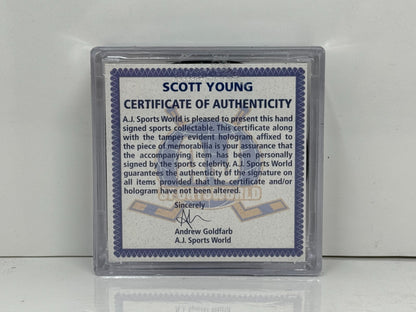 SCOTT YOUNG
CERTIFICATE OF AUTHENTICITY
A.J. Sports World is pleased to present this hand
signed sports collectable. This certificate along
with the tamper evident hologram affixed to
the piece of memorabilia is your assurance that
the accompanying item has been personally
signed by the sports celebrity. A.J. Sports World
guarantees the authenticity of the signature on
all items provided that the certificate and/or
hologram have not been altered.
SPORTSWORLD
Sincerely
Andrew Goldfarb
A.J. Sports World